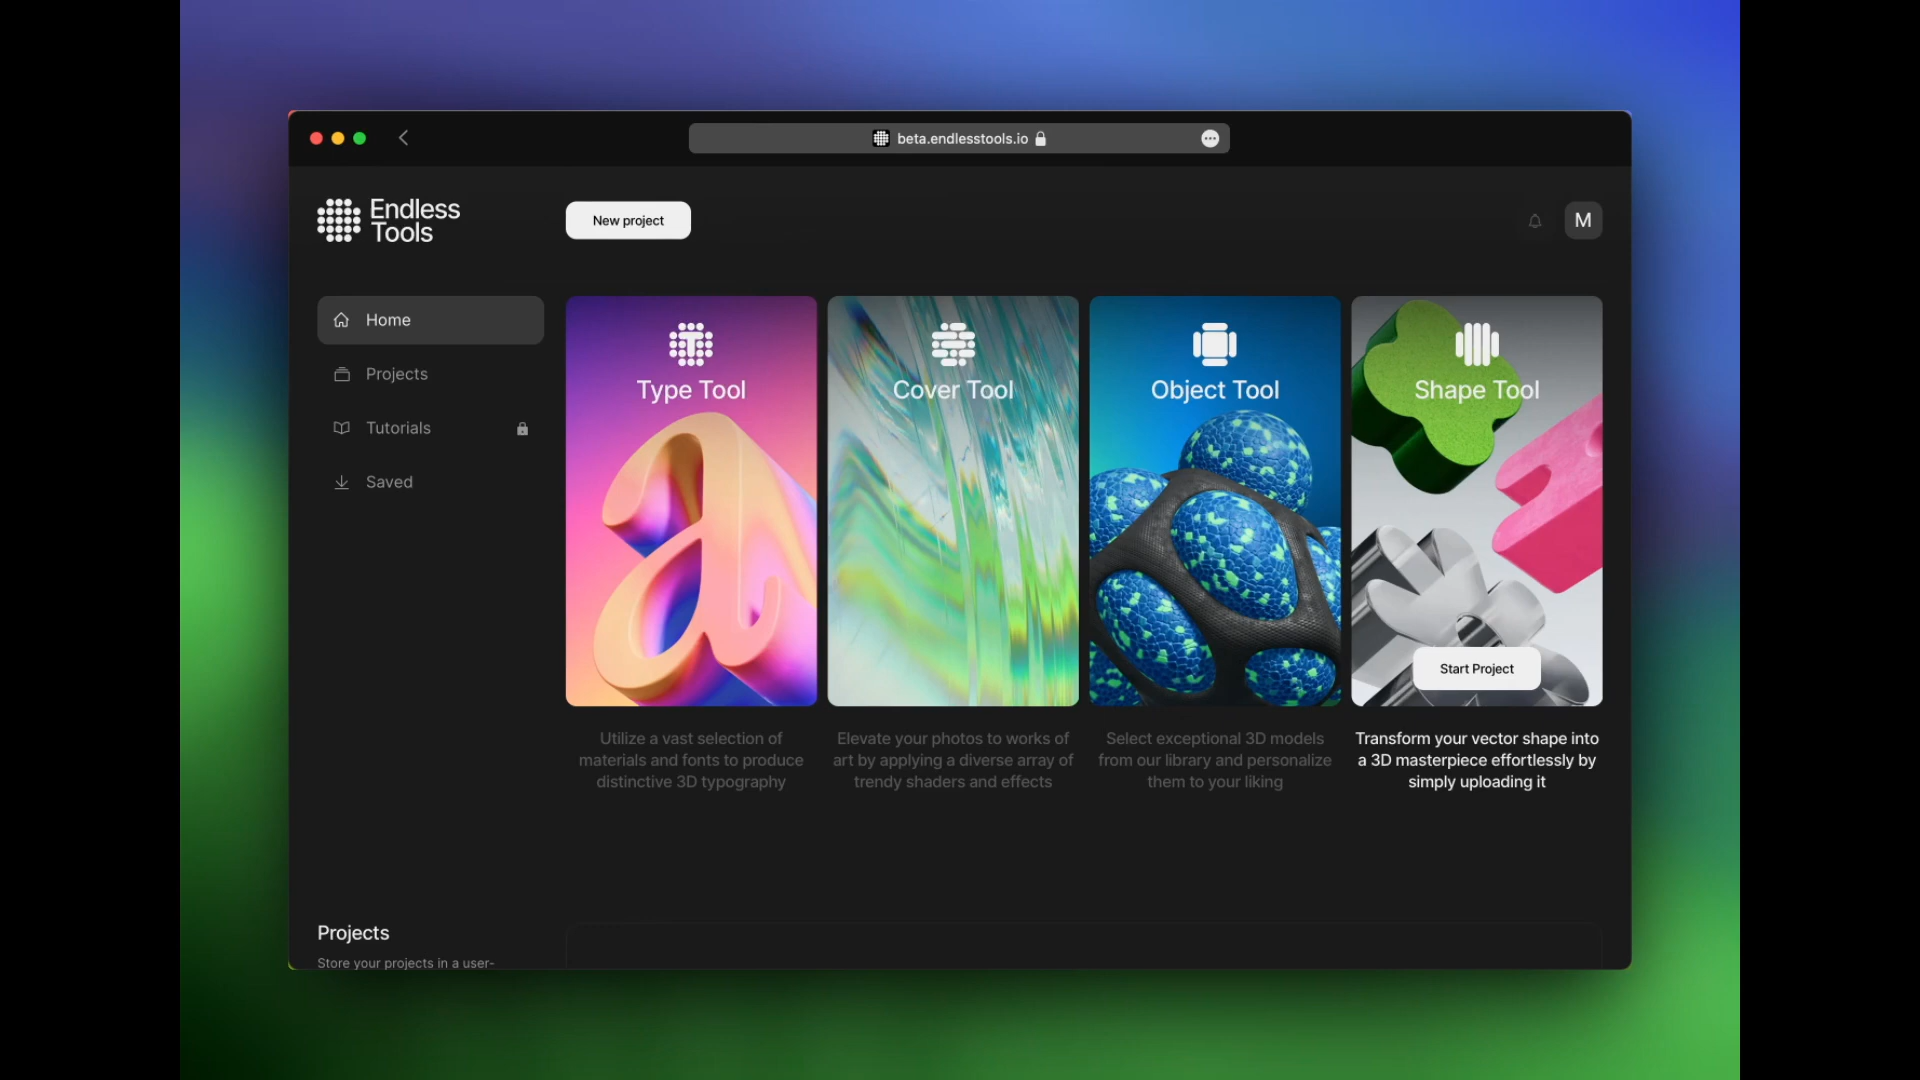 beta.endlesstools.io
Endless
Tools
New project
M
Home
Projects
Tutorials
Saved
Type Tool
Cover Tool
Object Tool
Shape Tool
Start Project
Utilize a vast selection of
materials and fonts to produce
distinctive 3D typography
Elevate your photos to works of
art by applying a diverse array of
trendy shaders and effects
Select exceptional 3D models
from our library and personalize
them to your liking
Transform your vector shape into
a 3D masterpiece effortlessly by
simply uploading it
Projects
Store your projects in a user-